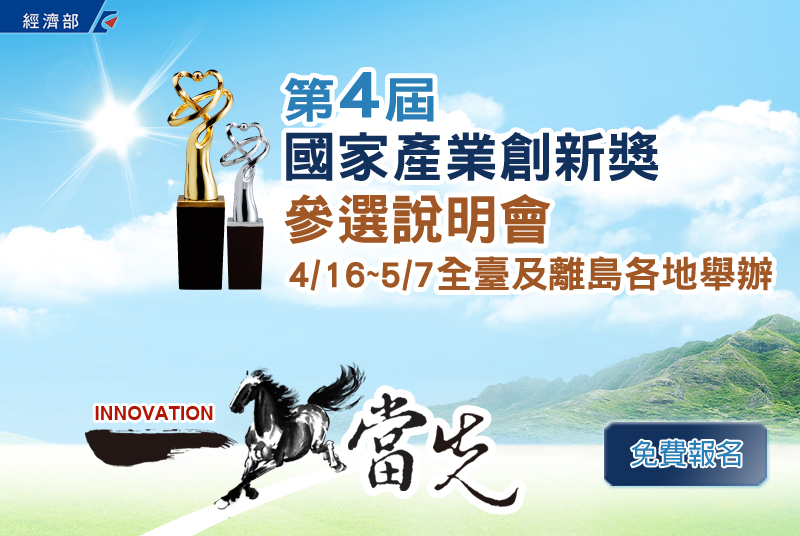 經濟部
第4屆
國家產業創新獎
參選說明會
4/16~5/7全臺及離島各地舉辦
INNOVATION
一 當先
免費報名